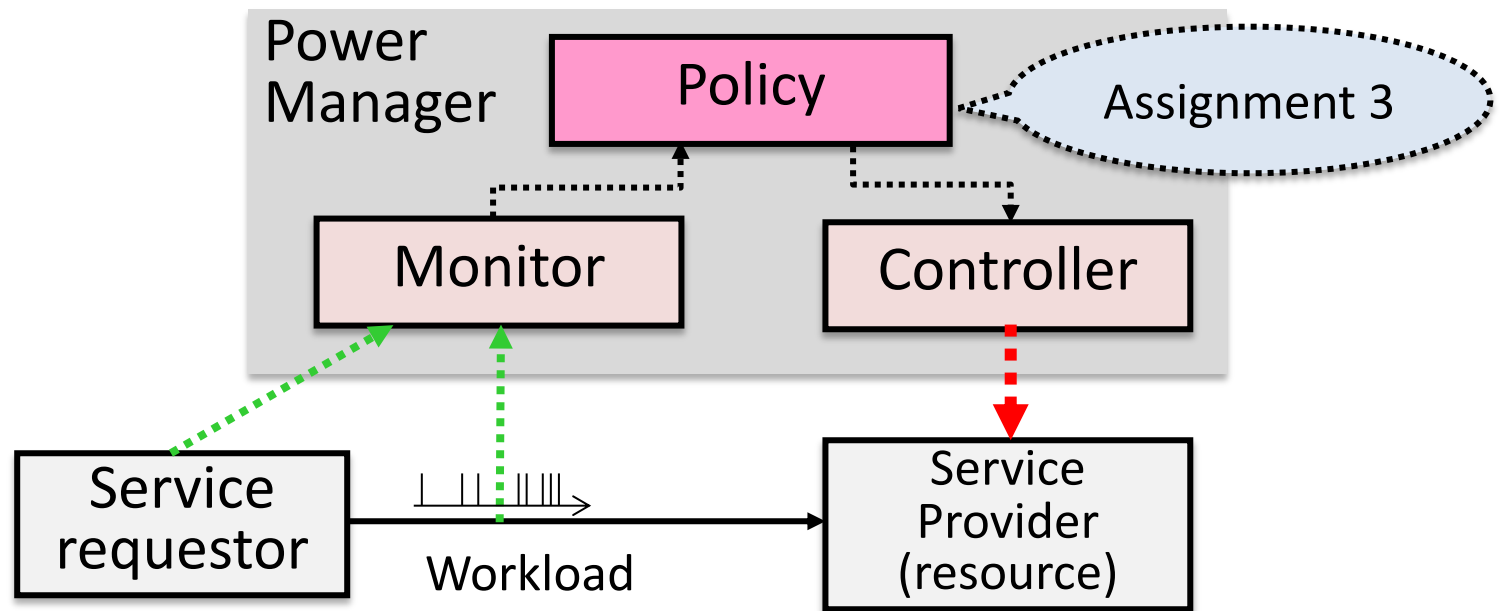 Power
Manager
Policy
Assignment 3
Monitor
Controller
Service
requestor
Workload
Service
Provider
(resource)